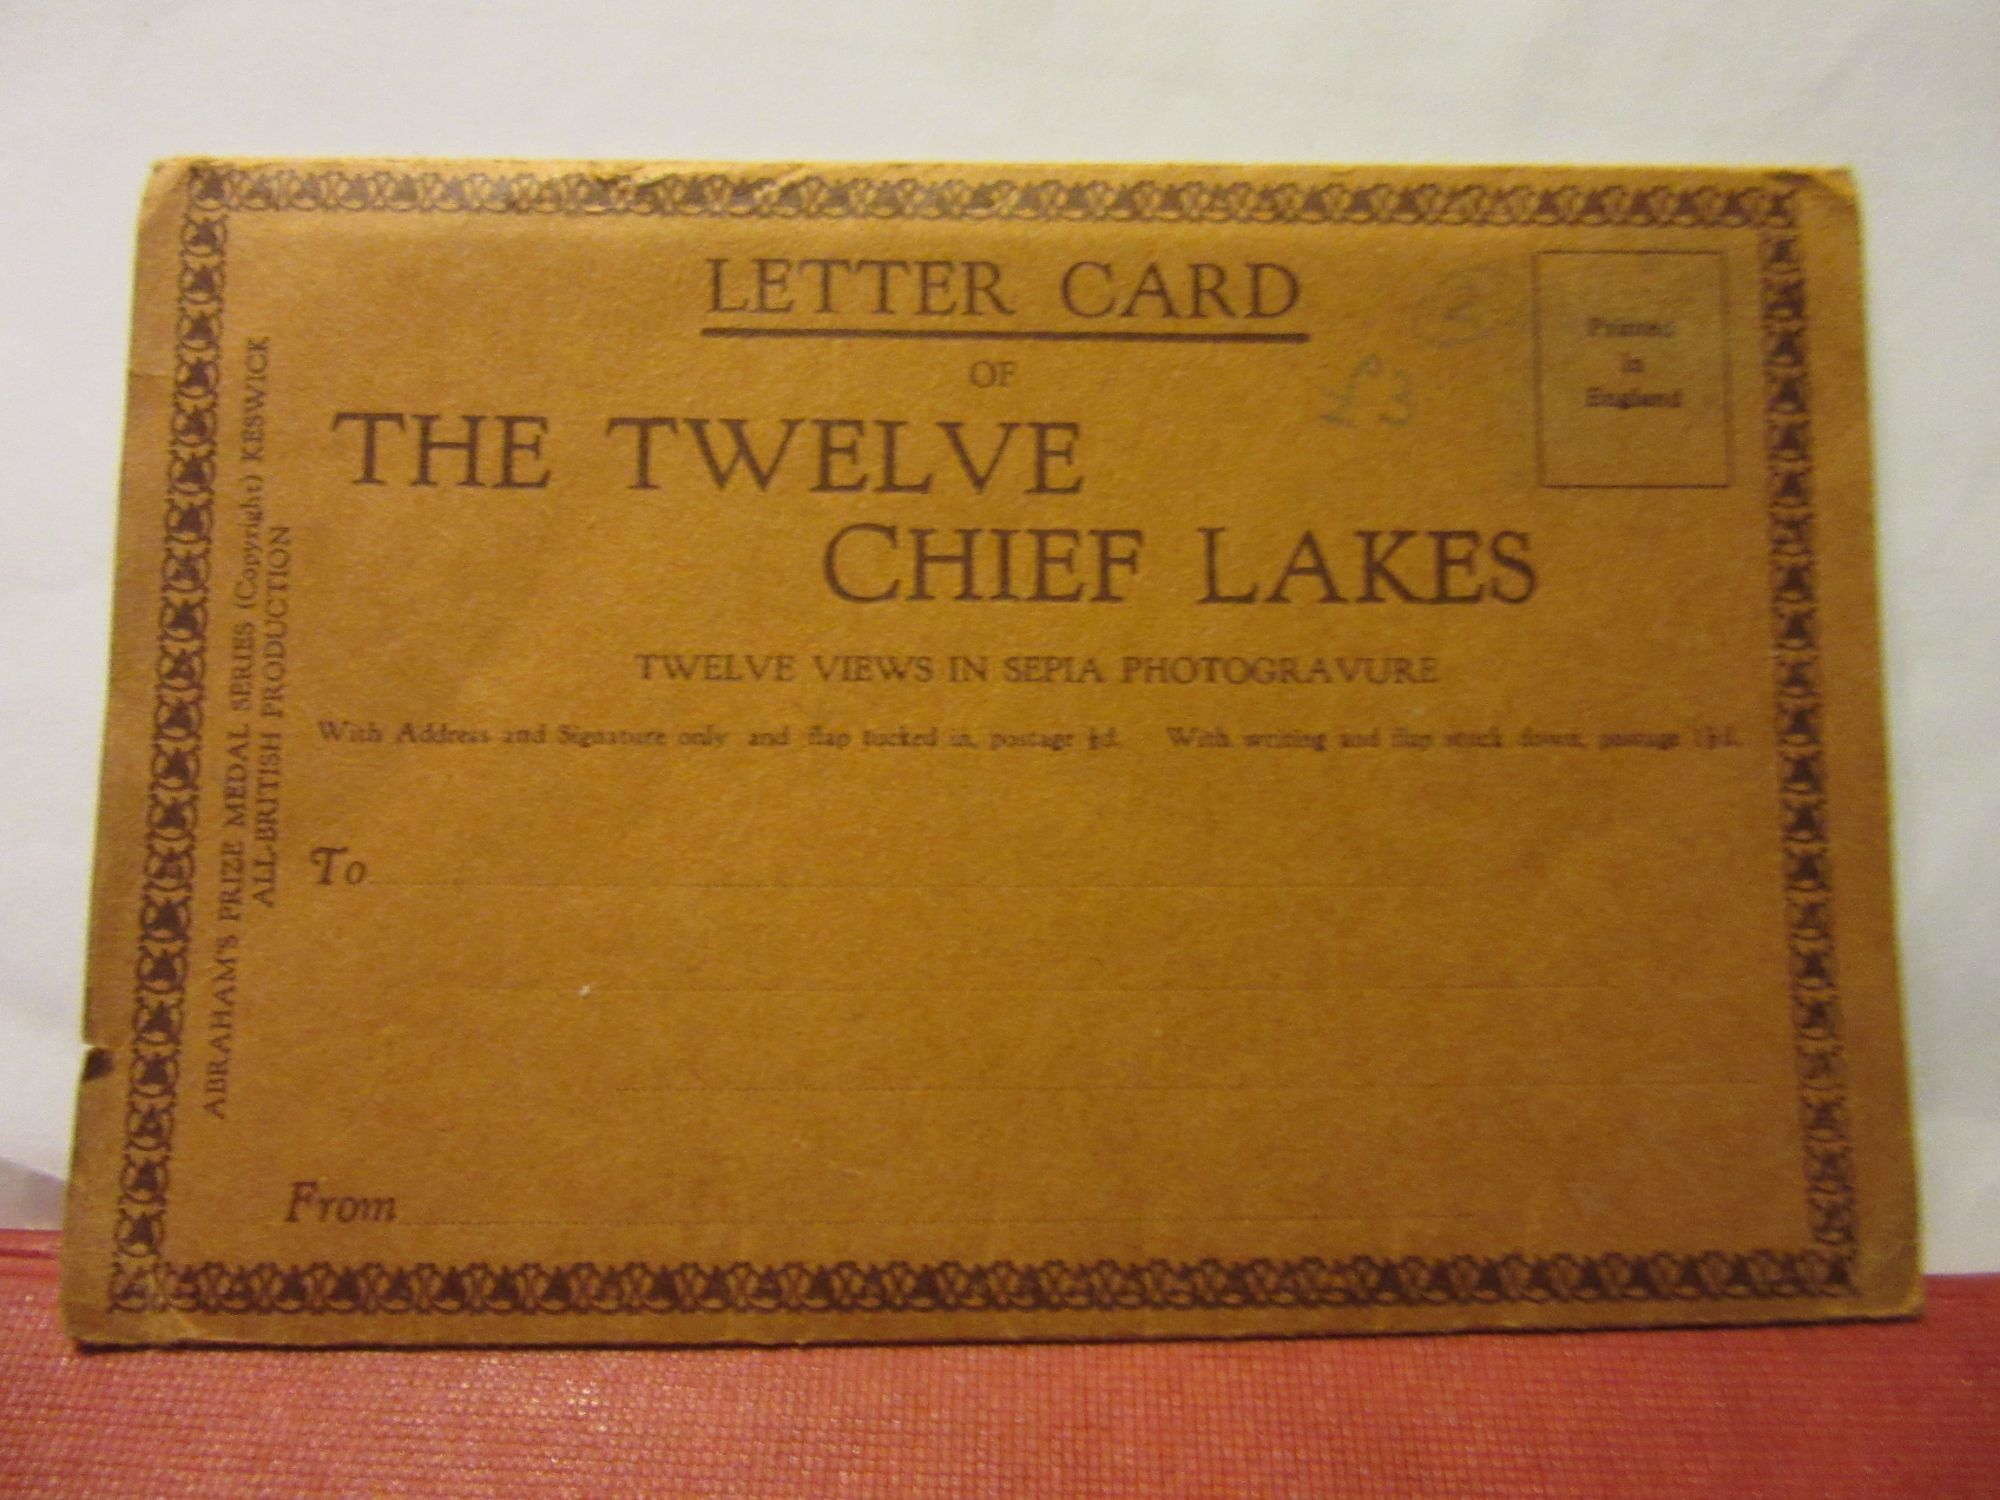 LETTER CARD
OF
THE TWELVE
CHIEF LAKES
TWELVE VIEWS IN SEPIA PHOTOGRAVURE
With Address and Signature only and flap tucked in, postage ½d. With writing and flap stuck down, postage 1½d.
Printed
in
England
To
From
ABRAHAM'S PRIZE MEDAL SERIES (Copyright) KESWICK
ALL-BRITISH PRODUCTION